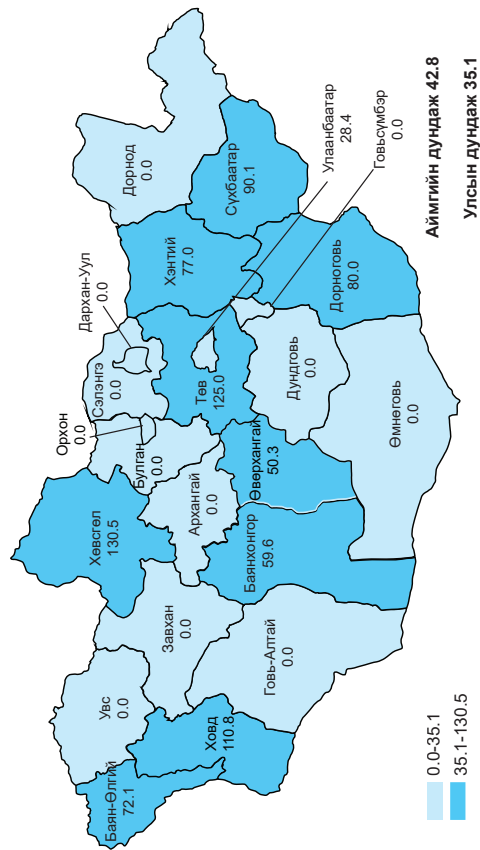 Дорнод
0.0
Сүхбаатар
90.1
Хэнтий
77.0
Дархан-Уул
0.0
Сэлэнгэ
0.0
Орхон
0.0
Булган
0.0
Төв
125.0
Улаанбаатар
28.4
Говьсүмбэр
0.0
Дорноговь
80.0
Дундговь
0.0
Өмнөговь
0.0
Хөвсгөл
130.5
Архангай
0.0
Өвөрхангай
50.3
Баянхонгор
59.6
Завхан
0.0
Говь-Алтай
0.0
Увс
0.0
Ховд
110.8
Баян-Өлгий
72.1
0.0-35.1
35.1-130.5
Аймгийн дундаж 42.8
Улсын дундаж 35.1